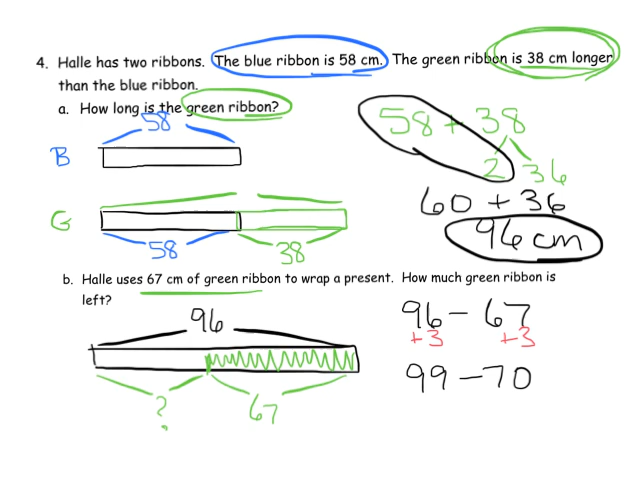 4. Halle has two ribbons. The blue ribbon is 58 cm. The green ribbon is 38 cm longer
than the blue ribbon.
a. How long is the green ribbon?
58
B
58 + 38
2 36
60 + 36
96 cm
G
58 38
b. Halle uses 67 cm of green ribbon to wrap a present. How much green ribbon is
left?
96
? 67
96 - 67
+3 +3
99 - 70